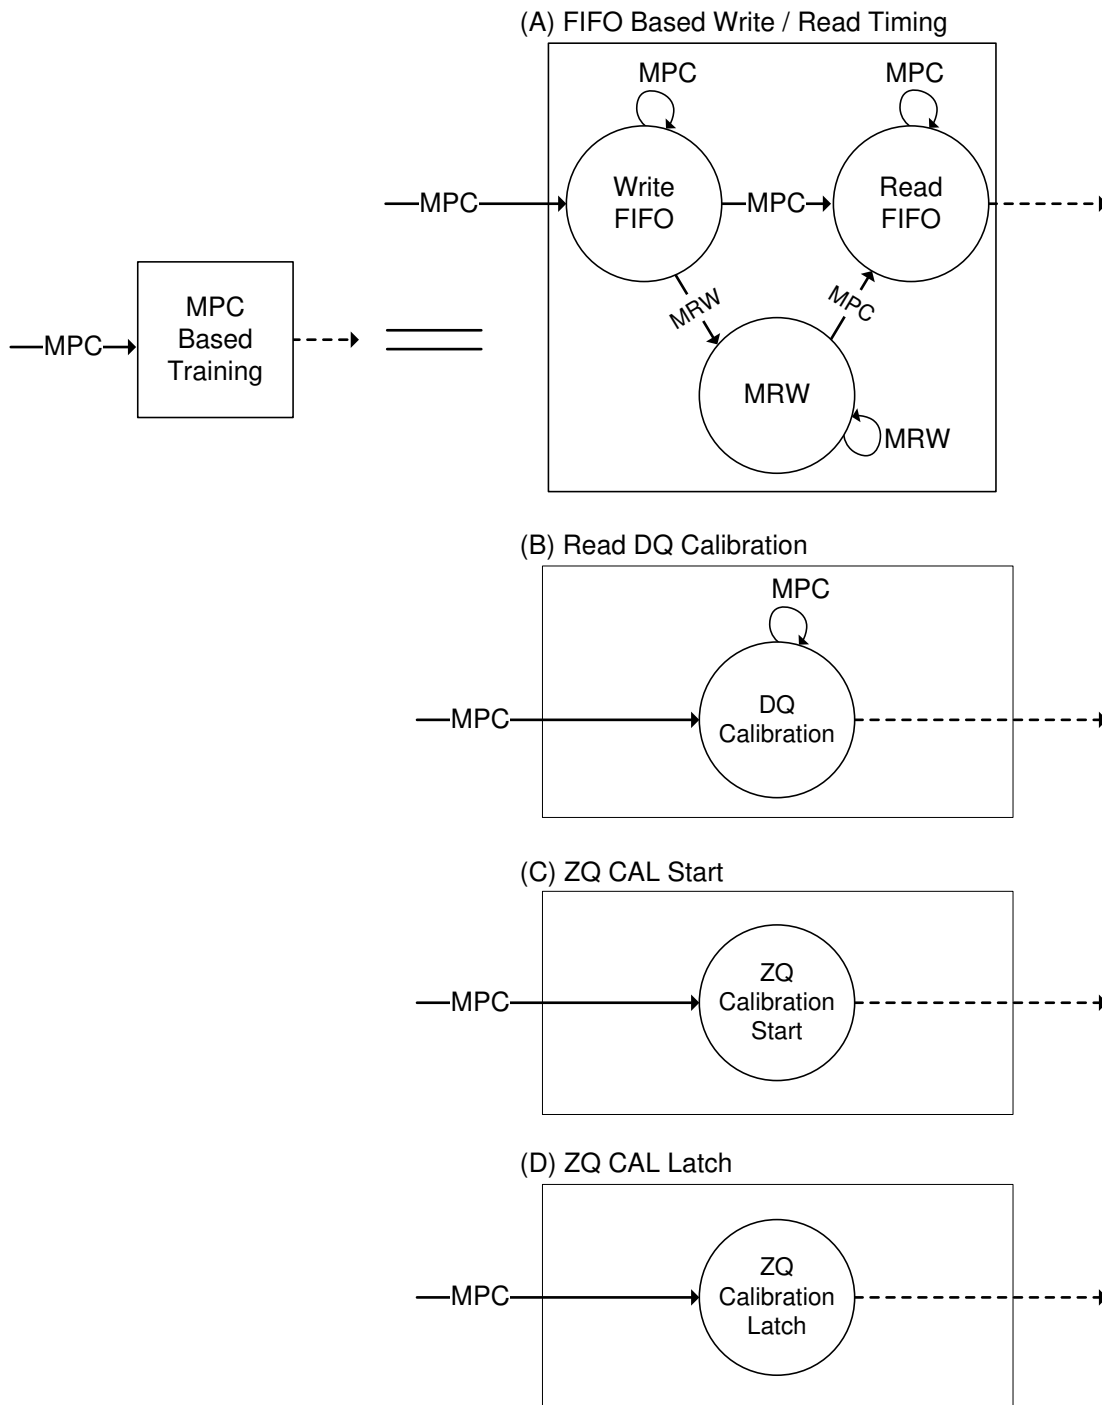 (A) FIFO Based Write / Read Timing
MPC
MPC
MPC
Write
FIFO
MPC
Read
FIFO
MRW
MPC
MRW
MRW
MPC
MPC
Based
Training
(B) Read DQ Calibration
MPC
MPC
DQ
Calibration
(C) ZQ CAL Start
MPC
ZQ
Calibration
Start
(D) ZQ CAL Latch
MPC
ZQ
Calibration
Latch